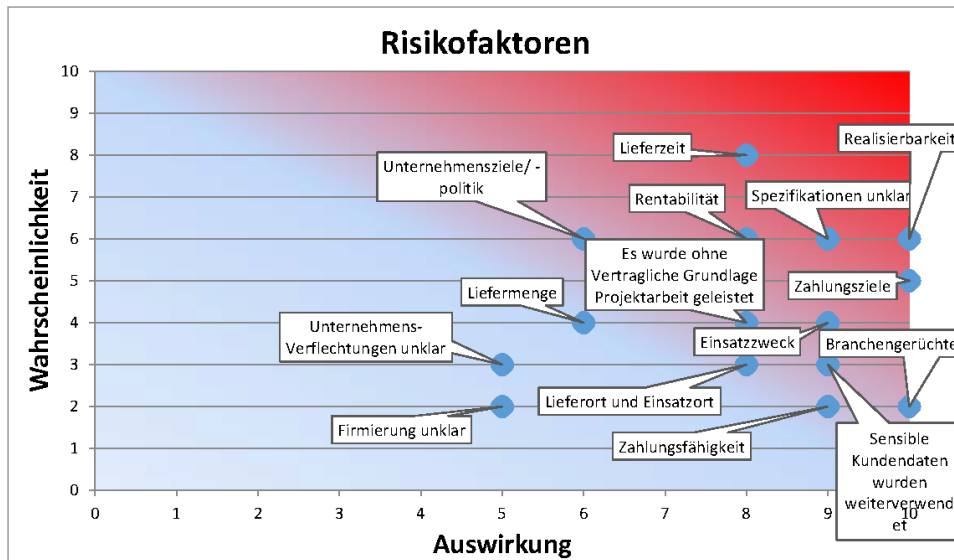 Risikofaktoren
Wahrscheinlichkeit
10
9
8
7
6
5
4
3
2
1
0
Realisierbarkeit
Lieferzeit
Unternehmensziele/ -
politik
Rentabilität
Spezifikationen unklar
Es wurde ohne
Vertragliche Grundlage
Projektarbeit geleistet
Zahlungsziele
Liefermenge
Unternehmens-
Verflechtungen unklar
Einsatzzweck
Branchengerüchte
Lieferort und Einsatzort
Firmierung unklar
Zahlungsfähigkeit
Sensible
Kundendaten
wurden
weiterverwend
et
0 1 2 3 4 5 6 7 8 9 10
Auswirkung